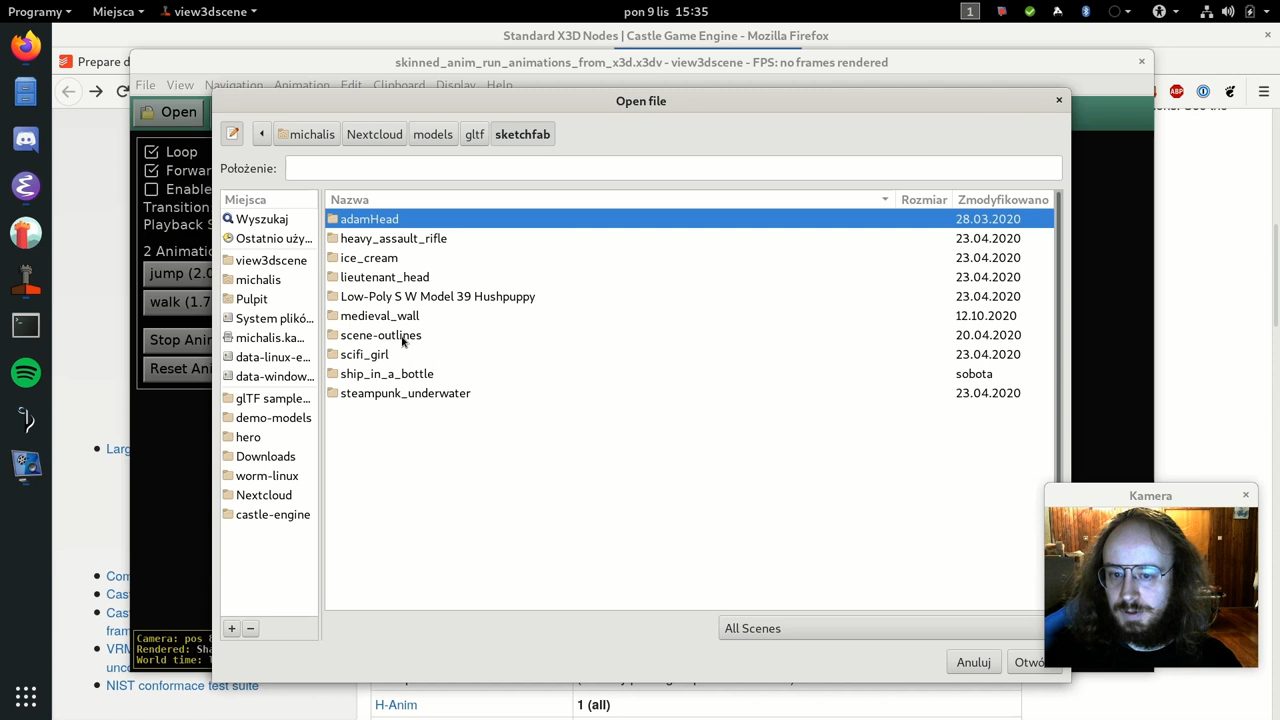 Programy
Miejsca
view3dscene
pon 9 lis 15:35
1
Standard X3D Nodes | Castle Game Engine - Mozilla Firefox
Prepare d
skinned_anim_run_animations_from_x3d.x3dv - view3dscene - FPS: no frames rendered
File View Navigation Animation Edit Clipboard Display Help
Open
Open file
ABP
michalis Nextcloud models gltf sketchfab
Położenie:
Loop
Forwar
Enable
Transition
Playback S
2 Animatio
jump (2.0
walk (1.7
Stop Anir
Reset Ani
Miejsca
Wyszukaj
Ostatnio uży...
view3dscene
michalis
Pulpit
System plikó...
michalis.ka...
data-linux-e...
data-window...
glTF sample...
demo-models
hero
Downloads
worm-linux
Nextcloud
castle-engine
Nazwa Rozmiar Zmodyfikowano
adamHead 28.03.2020
heavy_assault_rifle 23.04.2020
ice_cream 23.04.2020
lieutenant_head 23.04.2020
Low-Poly S W Model 39 Hushpuppy 23.04.2020
medieval_wall 12.10.2020
scene-outlines 20.04.2020
scifi_girl 23.04.2020
ship_in_a_bottle sobota
steampunk_underwater 23.04.2020
All Scenes
Anuluj
Otwó
Kamera
Larg
Com
Cas
Cas
fram
VRM
unco
NIST conformace test suite
Camera: pos
Rendered: Sha
World time:
H-Anim 1 (all)